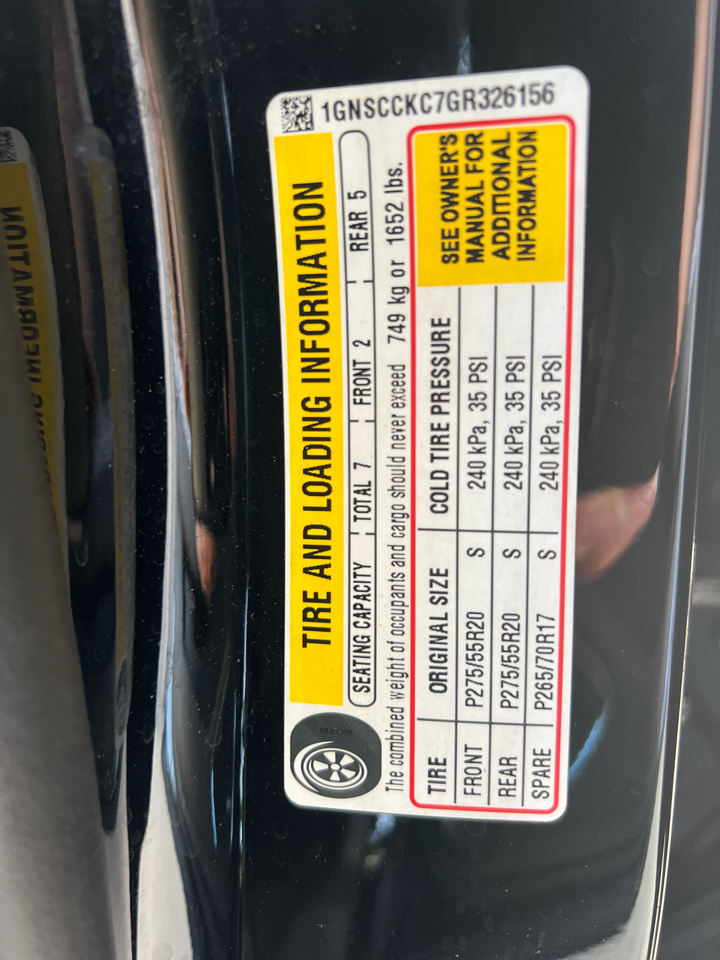 1GNSCCKC7GR326156
TIRE AND LOADING INFORMATION
SEATING CAPACITY TOTAL 7 FRONT 2 REAR 5
The combined weight of occupants and cargo should never exceed 749 kg or 1652 lbs.
TIRE ORIGINAL SIZE COLD TIRE PRESSURE
FRONT P275/55R20 S 240 kPa, 35 PSI
REAR P275/55R20 S 240 kPa, 35 PSI
SPARE P265/70R17 S 240 kPa, 35 PSI
SEE OWNER'S
MANUAL FOR
ADDITIONAL
INFORMATION
INFORMATION